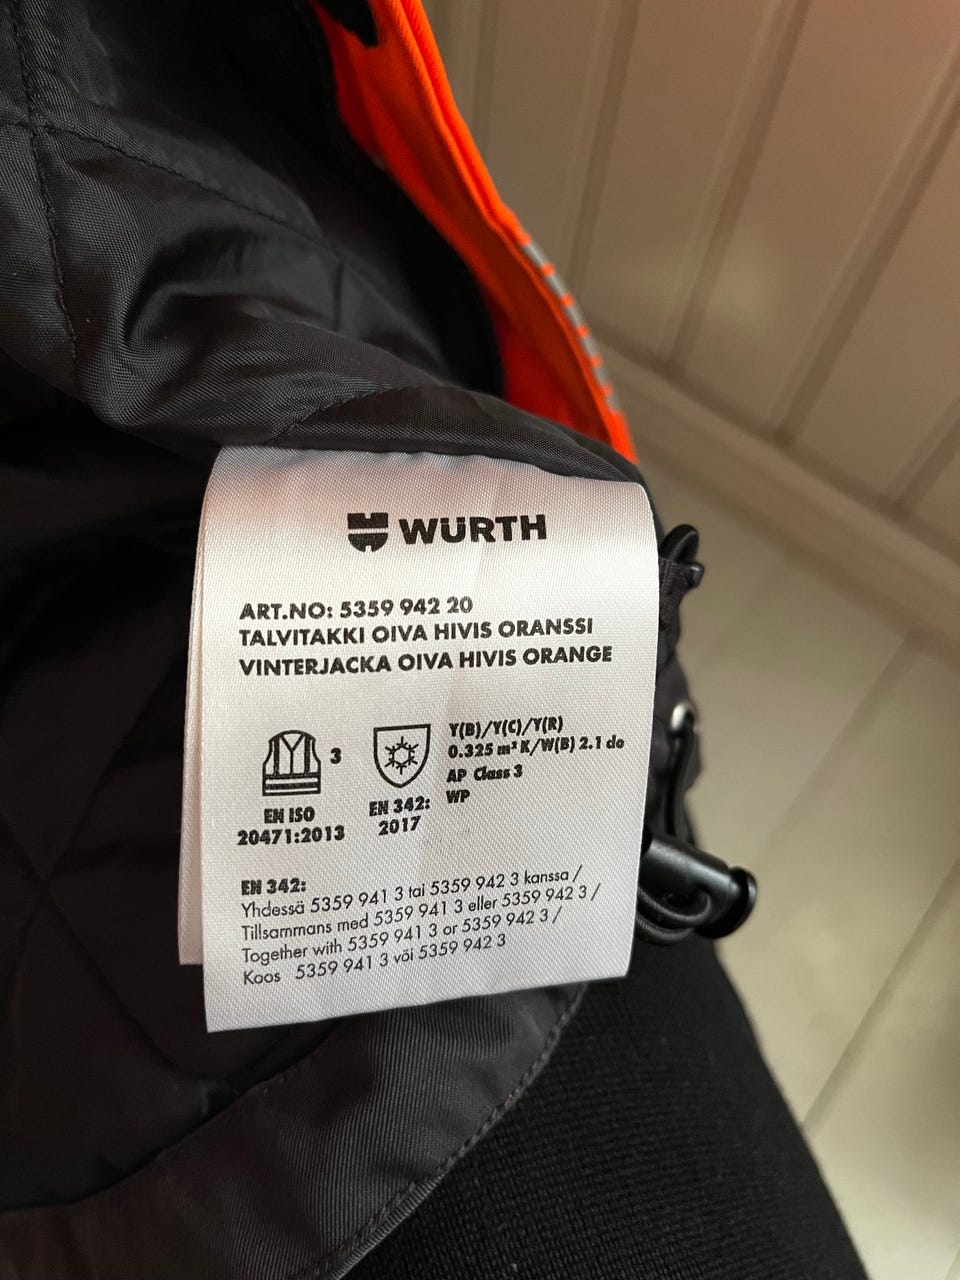 WÜRTH
ART.NO: 5359 942 20
TALVITAKKI OIVA HIVIS ORANSSI
VINTERJACKA OIVA HIVIS ORANGE
3
EN ISO
20471:2013
EN 342:
2017
Y(B)/Y(C)/Y(R)
0.325 m² K/W(B) 2.1 clo
AP Class 3
WP
EN 342:
Yhdessä 5359 941 3 tai 5359 942 3 kanssa /
Tillsammans med 5359 941 3 eller 5359 942 3 /
Together with 5359 941 3 or 5359 942 3 /
Koos 5359 941 3 või 5359 942 3